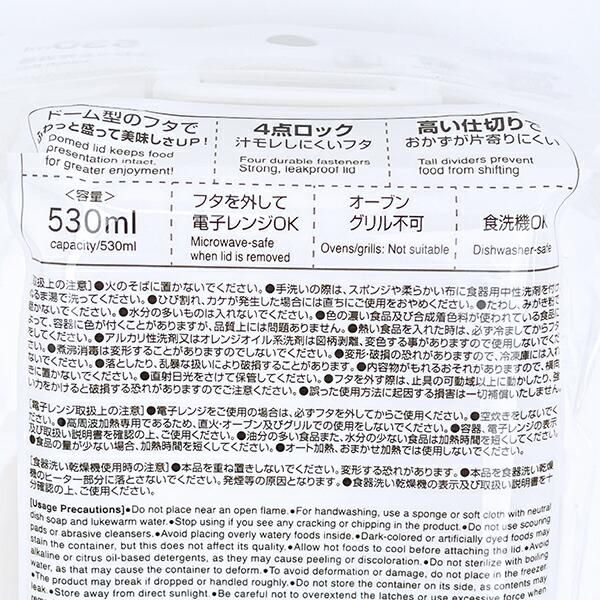 530ml
ドーム型のフタで
ふわっと盛って美味しさUP!
Domed lid keeps food
presentation intact,
for greater enjoyment!
4点ロック
汁モレしにくいフタ
Four durable fasteners
Strong, leakproof lid
高い仕切りで
おかずが片寄りにくい
Tall dividers prevent
food from shifting
<容量>
530ml
capacity/530ml
フタを外して
電子レンジOK
Microwave-safe
when lid is removed
オーブン
グリル不可
Ovens/grills: Not suitable
食洗機OK
Dishwasher-safe
[取扱上の注意]●火のそばに置かないでください。●手洗いの際は、スポンジや柔らかい布に食器用中性洗剤を付け
ぬるま湯で洗ってください。●ひび割れ、カケが発生した場合には直ちにご使用をおやめください。●たわし、みがき粉で
磨かないでください。●水分の多いものは入れないでください。●色の濃い食品及び合成着色料が使われている食品に
よって、容器に色が付くことがありますが、品質上には問題ありません。●熱い食品を入れた時は、必ず冷ましてからフタ
をしてください。●アルカリ性洗剤又はオレンジオイル系洗剤は図柄剥離、変色する事がありますので使用しないでくださ
い。●煮沸消毒は変形することがありますのでしないでください。●変形・破損の恐れがありますので、冷凍庫には入れ
ないでください。●落としたり、乱暴な扱いにより破損することがあります。●内容物がもれるおそれがありますので、横向
きに置かないでください。●直射日光をさけて保管してください。●フタを外す際は、止具の可動域以上に動かしたり、強
い力をかけると破損する恐れがありますのでご注意ください。●誤った使用方法に起因する損害は一切補償いたしません。
[電子レンジ取扱上の注意]●電子レンジをご使用の場合は、必ずフタを外してからご使用ください。●空炊きをしないでく
ださい。●高周波加熱専用であるため、直火・オーブン及びグリルでの使用をしないでください。●容器、電子レンジの表示
及び取扱い説明書を確認の上、ご使用ください。●油分の多い食品また、水分の少ない食品は加熱時間を短くしてください。
●食品の量が少ない場合、加熱時間を短くしてください。●オート加熱、おまかせ加熱では使用しないでください。
[食器洗い乾燥機使用時の注意]●本品を重ね置きしないでください。変形する恐れがあります。●本品を食器洗い乾燥
機のヒーター部分に落とさないでください。発煙等の原因となります。●食器洗い乾燥機の表示及び取扱い説明書を十
分確認の上、ご使用ください。
[Usage Precautions]●Do not place near an open flame.●For handwashing, use a sponge or soft cloth with neutral
dish soap and lukewarm water.●Stop using if you see any cracking or chipping in the product.●Do not use scouring
pads or abrasive cleansers.●Avoid placing overly watery foods inside.●Dark-colored or artificially dyed foods may
stain the container, but this does not affect its quality.●Allow hot foods to cool before attaching the lid.●Avoid
alkaline or citrus oil-based detergents, as they may cause peeling or discoloration.●Do not sterilize with boiling
water, as that may cause the container to deform.●To avoid deformation or damage, do not place in the freezer.
●The product may break if dropped or handled roughly.●Do not store the container on its side, as contents may
leak.●Store away from direct sunlight.●Be careful not to overextend the latches or use excessive force when